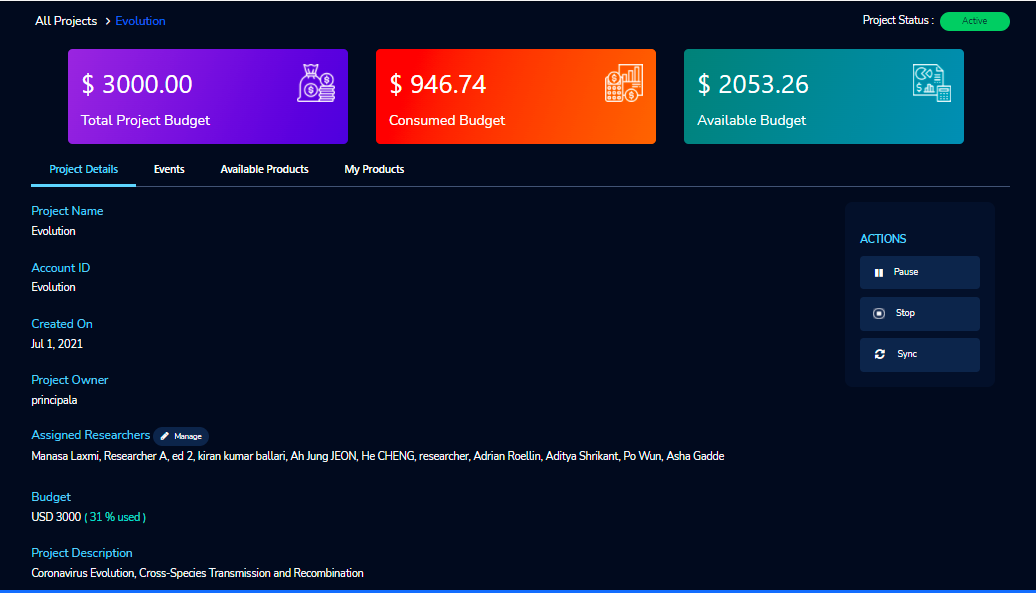 All Projects > Evolution
Project Status :
Active
$ 3000.00
Total Project Budget
$ 946.74
Consumed Budget
$ 2053.26
Available Budget
Project Details
Events
Available Products
My Products
Project Name
Evolution
Account ID
Evolution
Created On
Jul 1, 2021
Project Owner
principala
Assigned Researchers
Manage
Manasa Laxmi, Researcher A, ed 2, kiran kumar ballari, Ah Jung JEON, He CHENG, researcher, Adrian Roellin, Aditya Shrikant, Po Wun, Asha Gadde
Budget
USD 3000 ( 31 % used )
Project Description
Coronavirus Evolution, Cross-Species Transmission and Recombination
ACTIONS
Pause
Stop
Sync